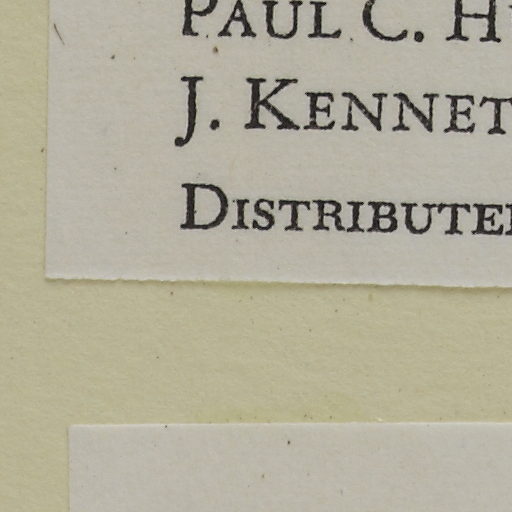 PAUL C. H
J. KENNET
DISTRIBUTE